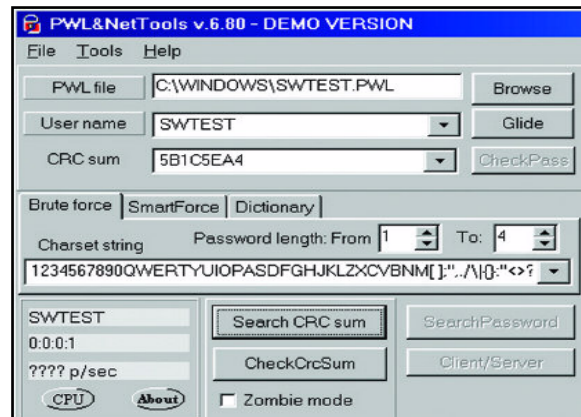 PWL&NetTools v.6.80 - DEMO VERSION
File Tools Help
PWL file C:\WINDOWS\SWTEST.PWL Browse
User name SWTEST Glide
CRC sum 5B1C5EA4 CheckPass
Brute force SmartForce Dictionary
Charset string Password length: From 1 To: 4
1234567890QWERTYUIOPASDFGHJKLZXCVBNM[];",./\|{}:"<>?
SWTEST Search CRC sum SearchPassword
0:0:0:1
???? p/sec CheckCrcSum Client/Server
CPU About Zombie mode